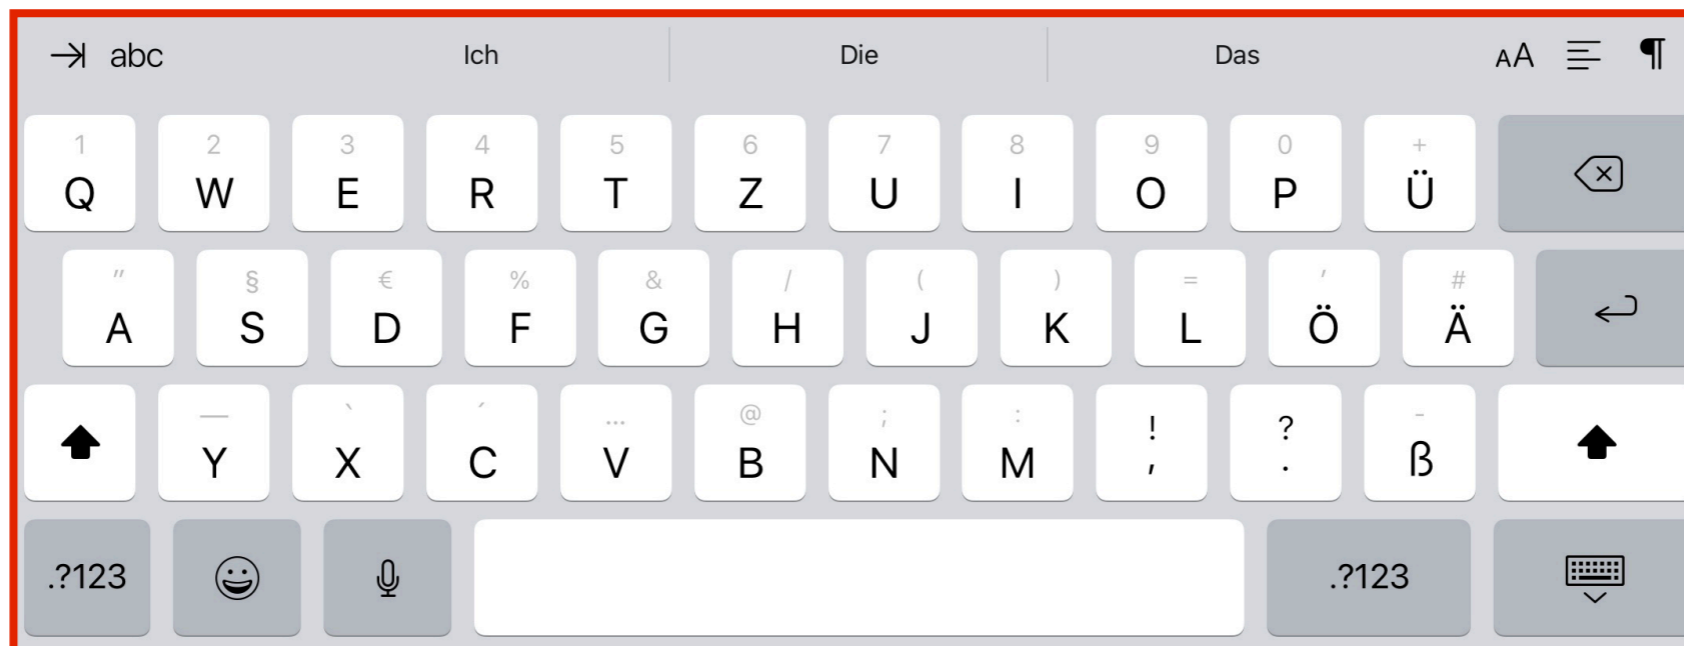 abc Ich Die Das AA ¶
1 2 3 4 5 6 7 8 9 0 +
Q W E R T Z U I O P Ü
" § € % & / ( ) = ' #
A S D F G H J K L Ö Ä
— ` ´ ... @ ; : ! ? -
Y X C V B N M , . ß
.?123 .?123